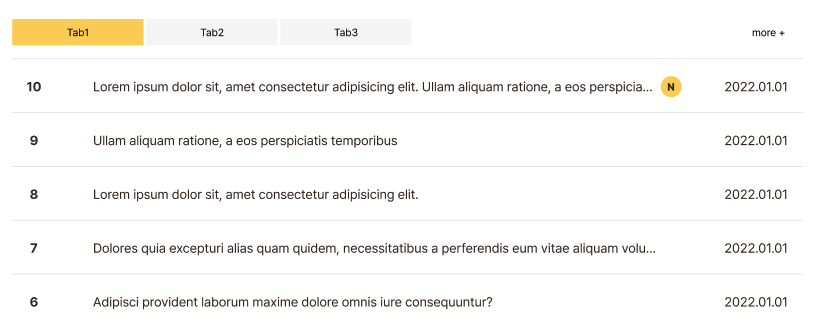 Tab1 Tab2 Tab3 more +
10 Lorem ipsum dolor sit, amet consectetur adipisicing elit. Ullam aliquam ratione, a eos perspicia... N 2022.01.01
9 Ullam aliquam ratione, a eos perspiciatis temporibus 2022.01.01
8 Lorem ipsum dolor sit, amet consectetur adipisicing elit. 2022.01.01
7 Dolores quia excepturi alias quam quidem, necessitatibus a perferendis eum vitae aliquam volu... 2022.01.01
6 Adipisci provident laborum maxime dolore omnis iure consequuntur? 2022.01.01